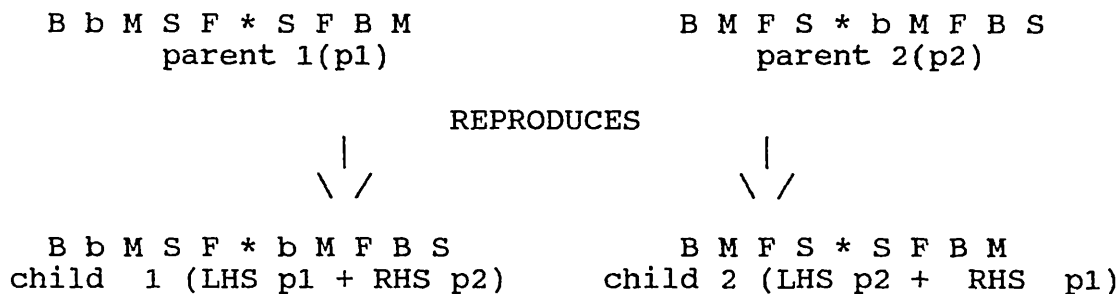 B b M S F * S F B M B M F S * b M F B S
parent 1(p1) parent 2(p2)
REPRODUCES
| |
\ / \ /
B b M S F * b M F B S B M F S * S F B M
child 1 (LHS p1 + RHS p2) child 2 (LHS p2 + RHS p1)